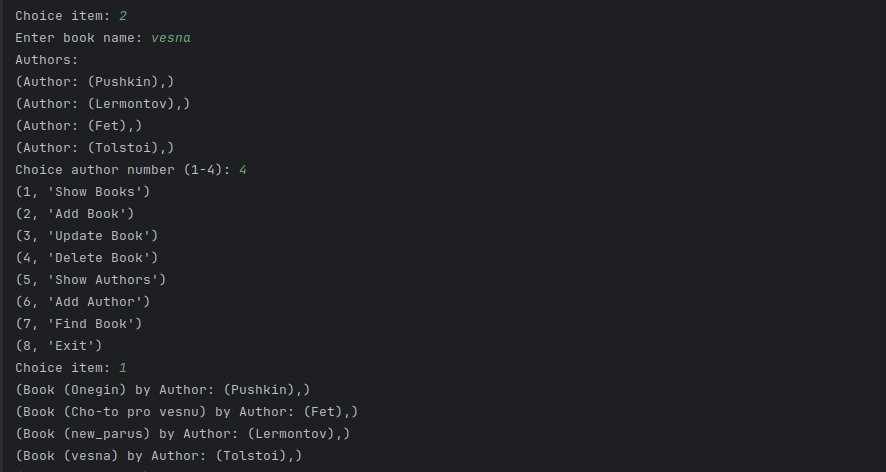 Choice item: 2
Enter book name: vesna
Authors:
(Author: (Pushkin),)
(Author: (Lermontov),)
(Author: (Fet),)
(Author: (Tolstoi),)
Choice author number (1-4): 4
(1, 'Show Books')
(2, 'Add Book')
(3, 'Update Book')
(4, 'Delete Book')
(5, 'Show Authors')
(6, 'Add Author')
(7, 'Find Book')
(8, 'Exit')
Choice item: 1
(Book (Onegin) by Author: (Pushkin),)
(Book (Cho-to pro vesnu) by Author: (Fet),)
(Book (new_parus) by Author: (Lermontov),)
(Book (vesna) by Author: (Tolstoi),)